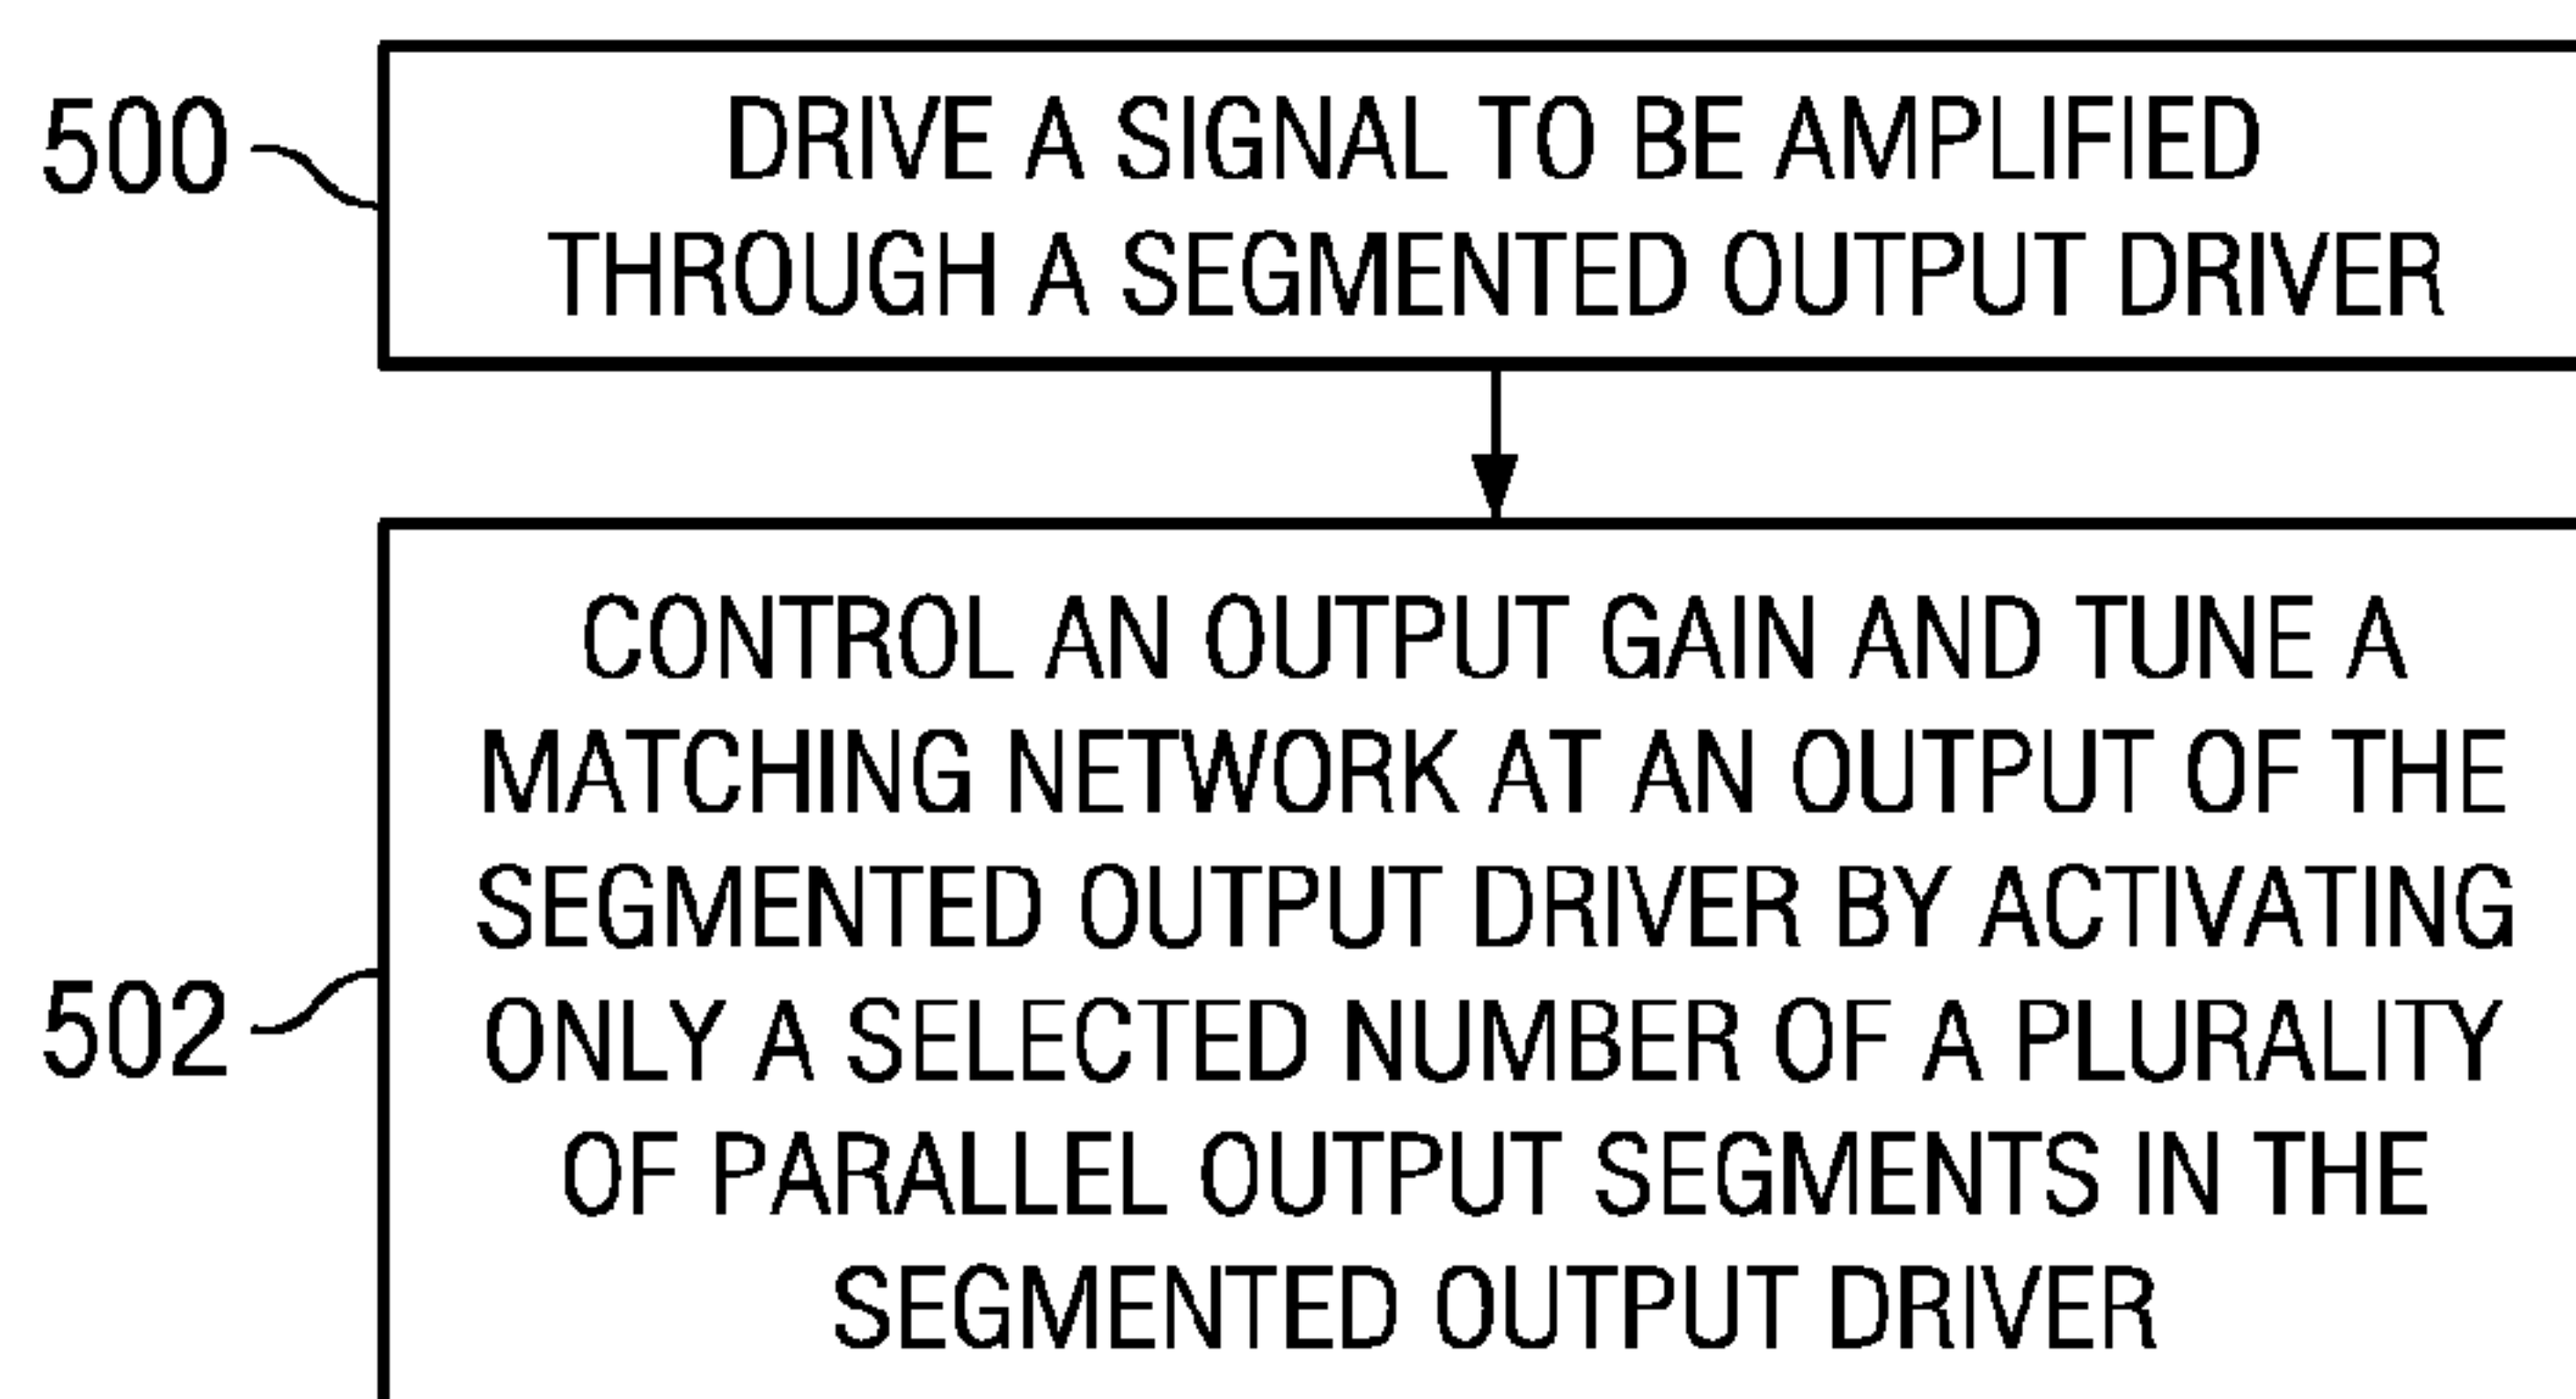 500
DRIVE A SIGNAL TO BE AMPLIFIED
THROUGH A SEGMENTED OUTPUT DRIVER
502
CONTROL AN OUTPUT GAIN AND TUNE A
MATCHING NETWORK AT AN OUTPUT OF THE
SEGMENTED OUTPUT DRIVER BY ACTIVATING
ONLY A SELECTED NUMBER OF A PLURALITY
OF PARALLEL OUTPUT SEGMENTS IN THE
SEGMENTED OUTPUT DRIVER